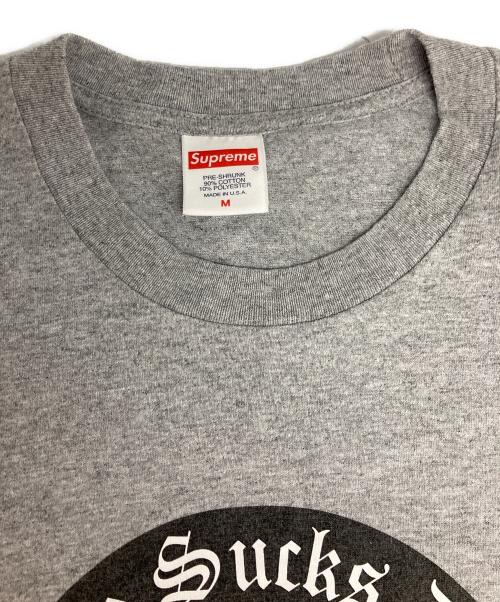 Supreme
®
PRE-SHRUNK
90% COTTON
10% POLYESTER
MADE IN U.S.A.
M
Sucks